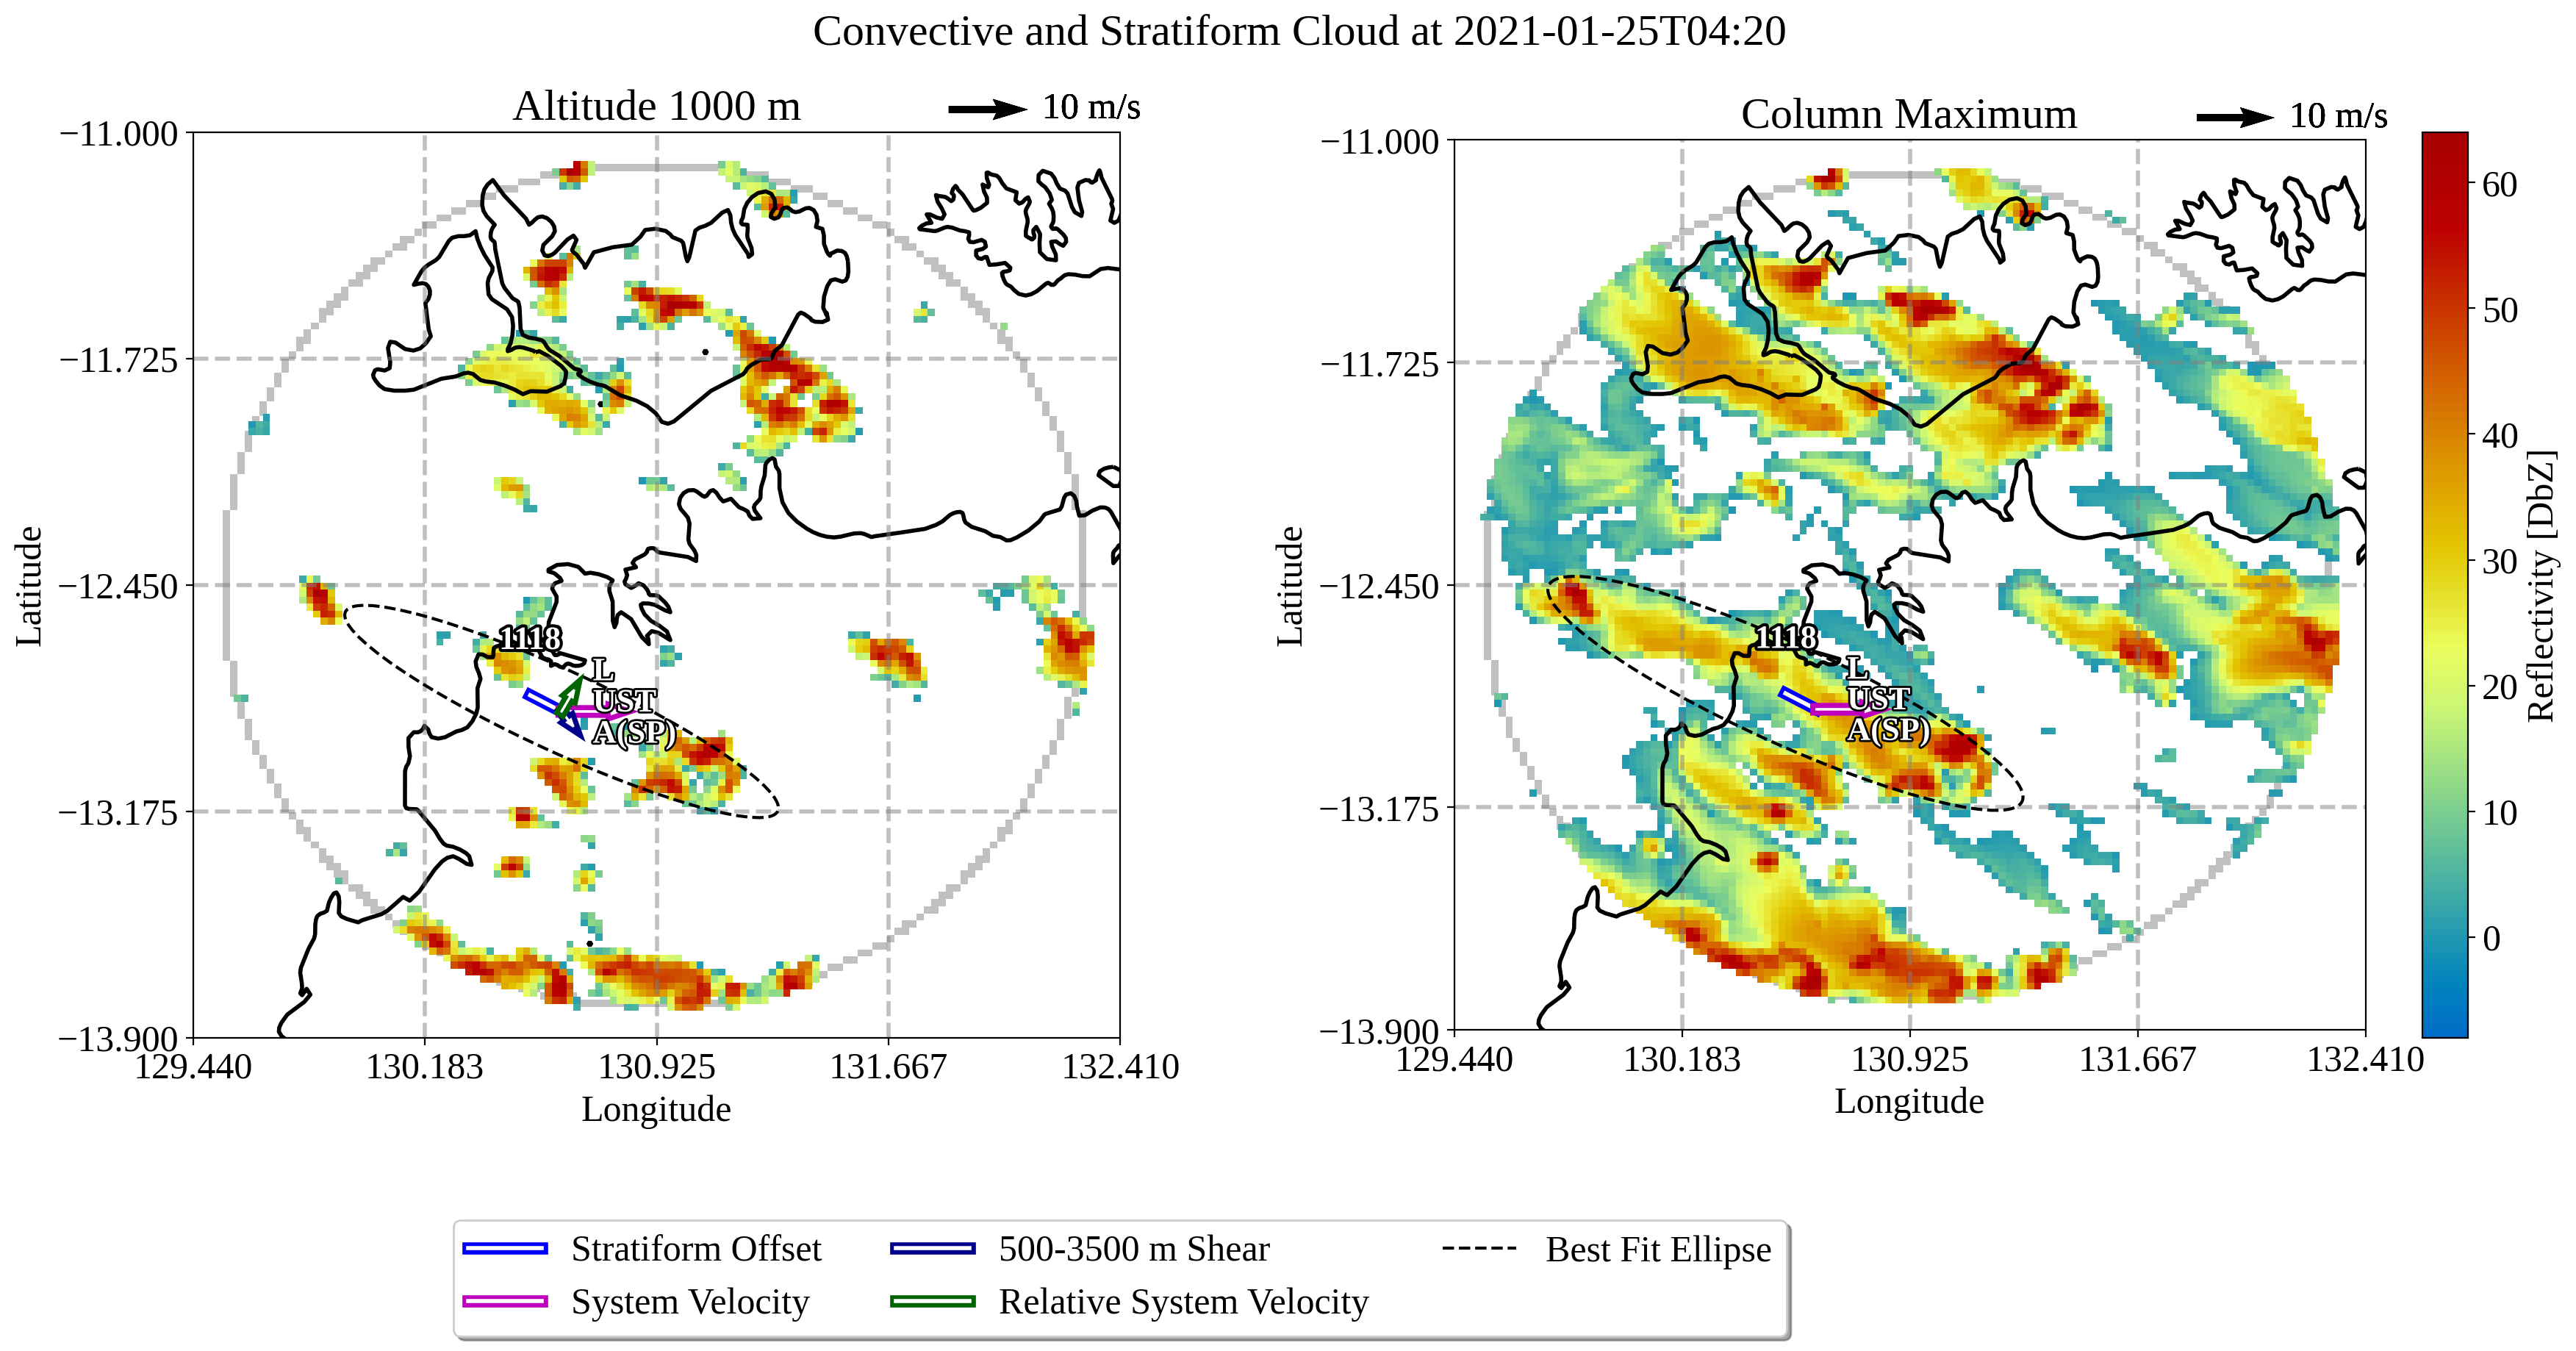 Convective and Stratiform Cloud at 2021-01-25T04:20
Altitude 1000 m
10 m/s
−11.000
−11.725
−12.450
−13.175
−13.900
Latitude
1118
L
UST
A(SP)
129.440
130.183
130.925
131.667
132.410
Longitude
Column Maximum
10 m/s
−11.000
−11.725
−12.450
−13.175
−13.900
Latitude
1118
L
UST
A(SP)
129.440
130.183
130.925
131.667
132.410
Longitude
60
50
40
30
20
10
0
Reflectivity [DbZ]
Stratiform Offset
System Velocity
500-3500 m Shear
Relative System Velocity
Best Fit Ellipse